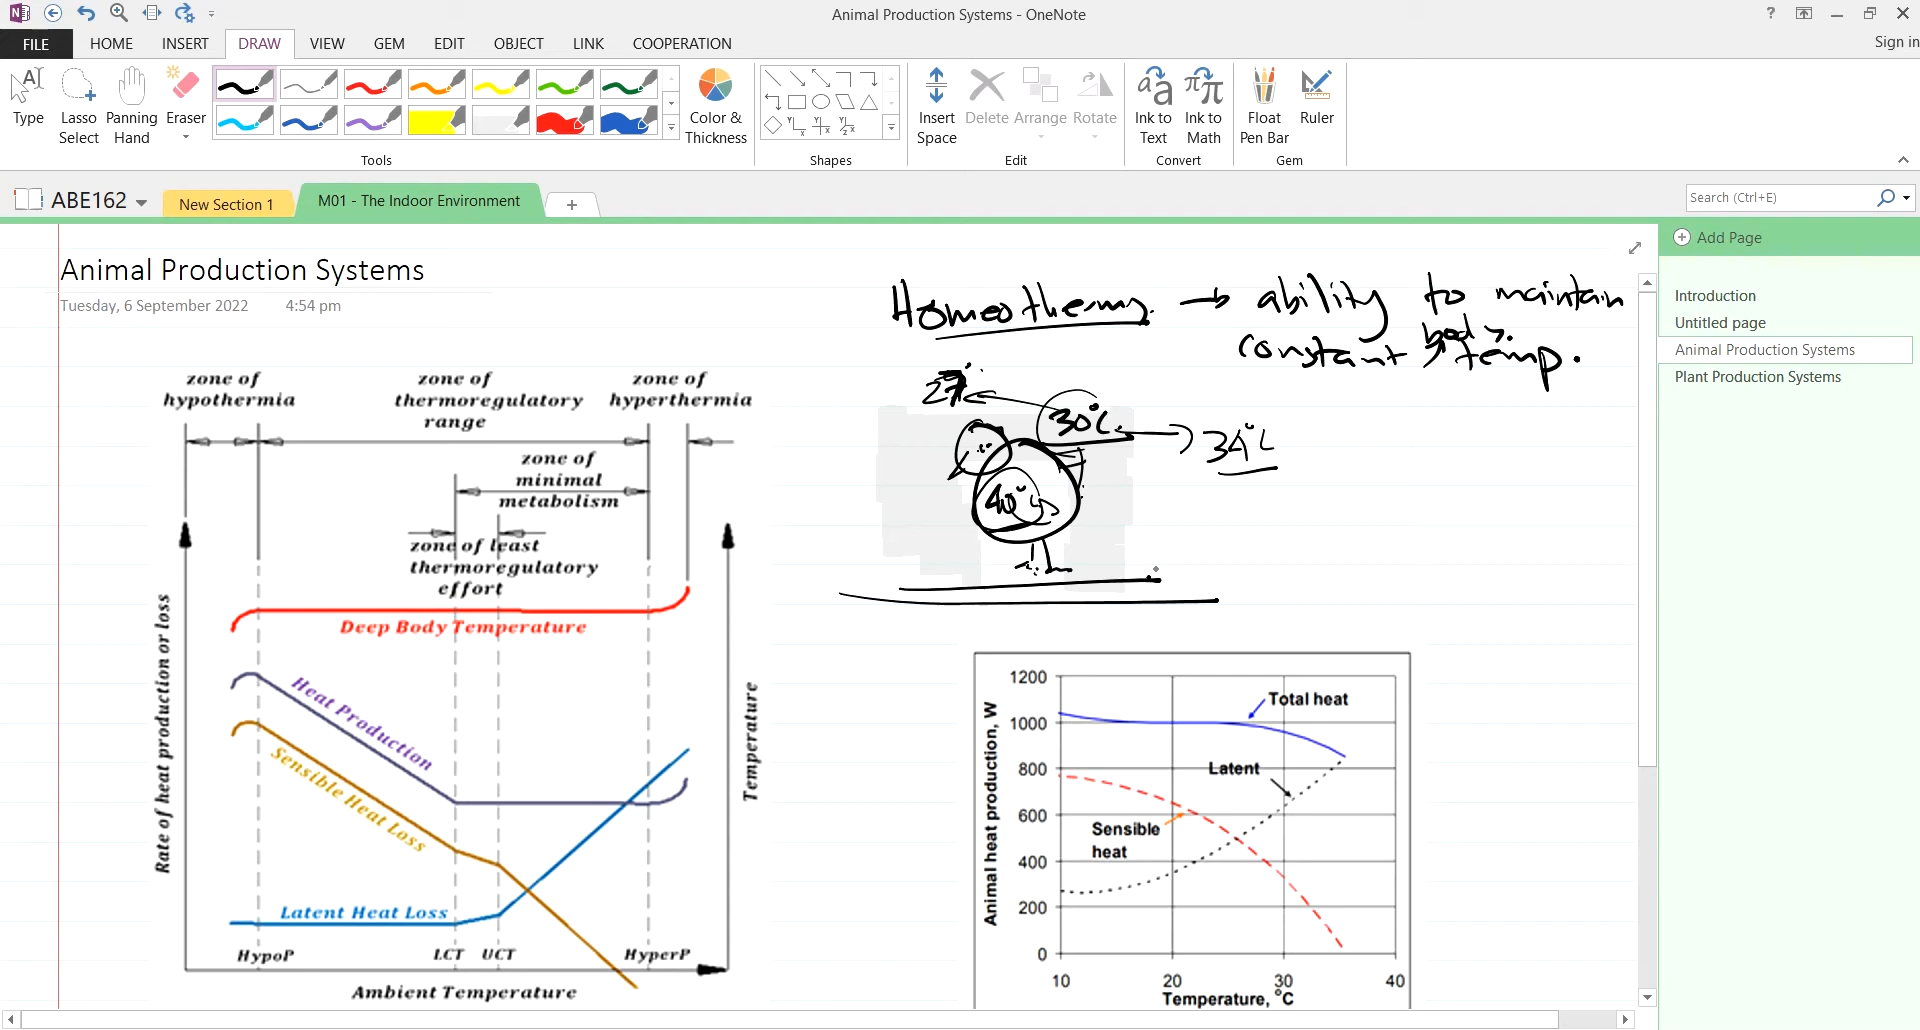 Animal Production Systems - OneNote
?
FILE
HOME
INSERT
DRAW
VIEW
GEM
EDIT
OBJECT
LINK
COOPERATION
Sign in
Type
Lasso Select
Panning Hand
Eraser
Color & Thickness
Insert Space
Delete
Arrange
Rotate
Ink to Text
Ink to Math
Float Pen Bar
Ruler
Tools
Shapes
Edit
Convert
Gem
ABE162
New Section 1
M01 - The Indoor Environment
Search (Ctrl+E)
Add Page
Introduction
Untitled page
Animal Production Systems
Plant Production Systems
Animal Production Systems
Tuesday, 6 September 2022
4:54 pm
Homeotherms → ability to maintain
constant body temp.
30°C
34°C
40°C
zone of
hypothermia
zone of
thermoregulatory
range
zone of
hyperthermia
zone of
minimal
metabolism
zone of least
thermoregulatory
effort
Deep Body Temperature
Heat Production
Sensible Heat Loss
Latent Heat Loss
HypoP
LCT
UCT
HyperP
Ambient Temperature
Rate of heat production or loss
Temperature
Animal heat production, W
1200
1000
800
600
400
200
0
Total heat
Latent
Sensible
heat
10
20
30
40
Temperature, °C